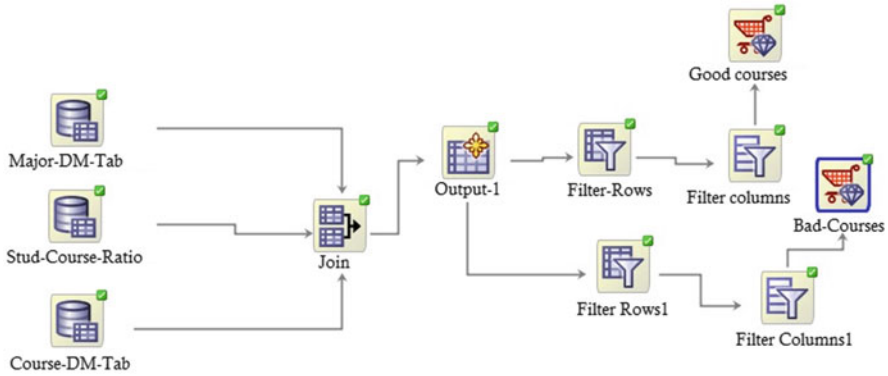 Good courses
Major-DM-Tab
Output-1
Filter-Rows
Filter columns
Bad-Courses
Stud-Course-Ratio
Join
Filter Rows1
Filter Columns1
Course-DM-Tab